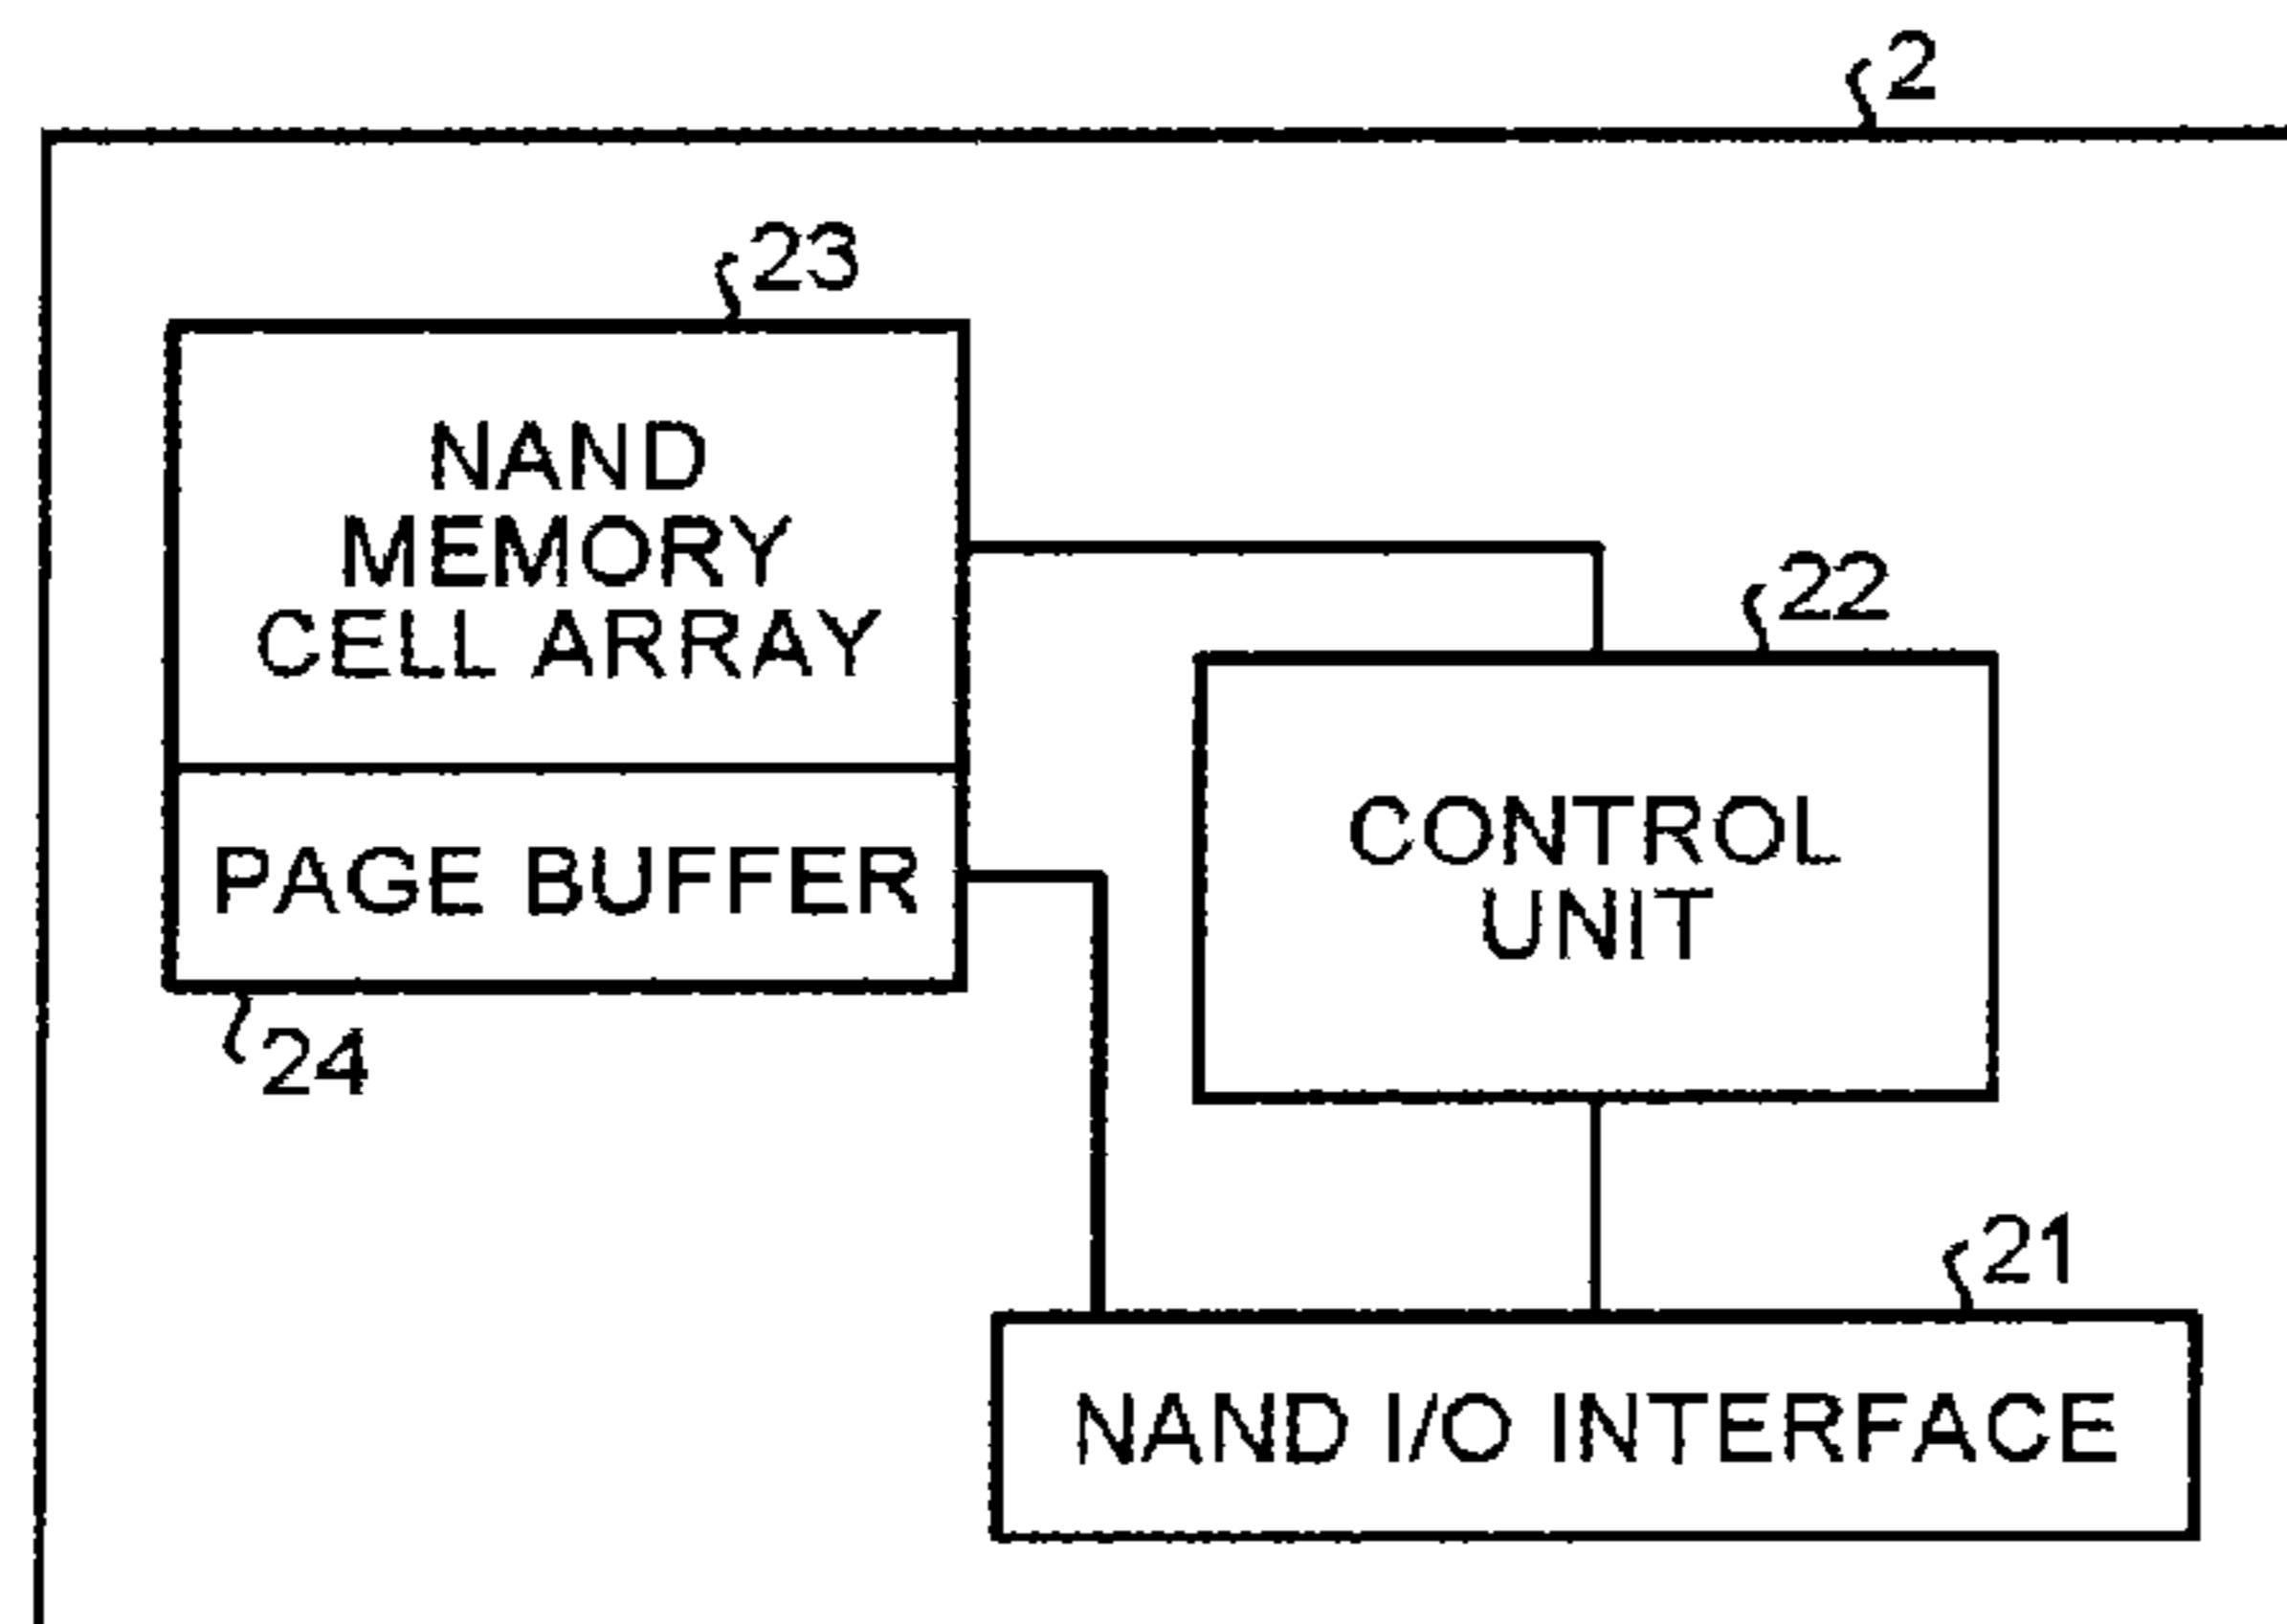 2
23
NAND
MEMORY
CELL ARRAY
22
CONTROL
UNIT
PAGE BUFFER
24
21
NAND I/O INTERFACE